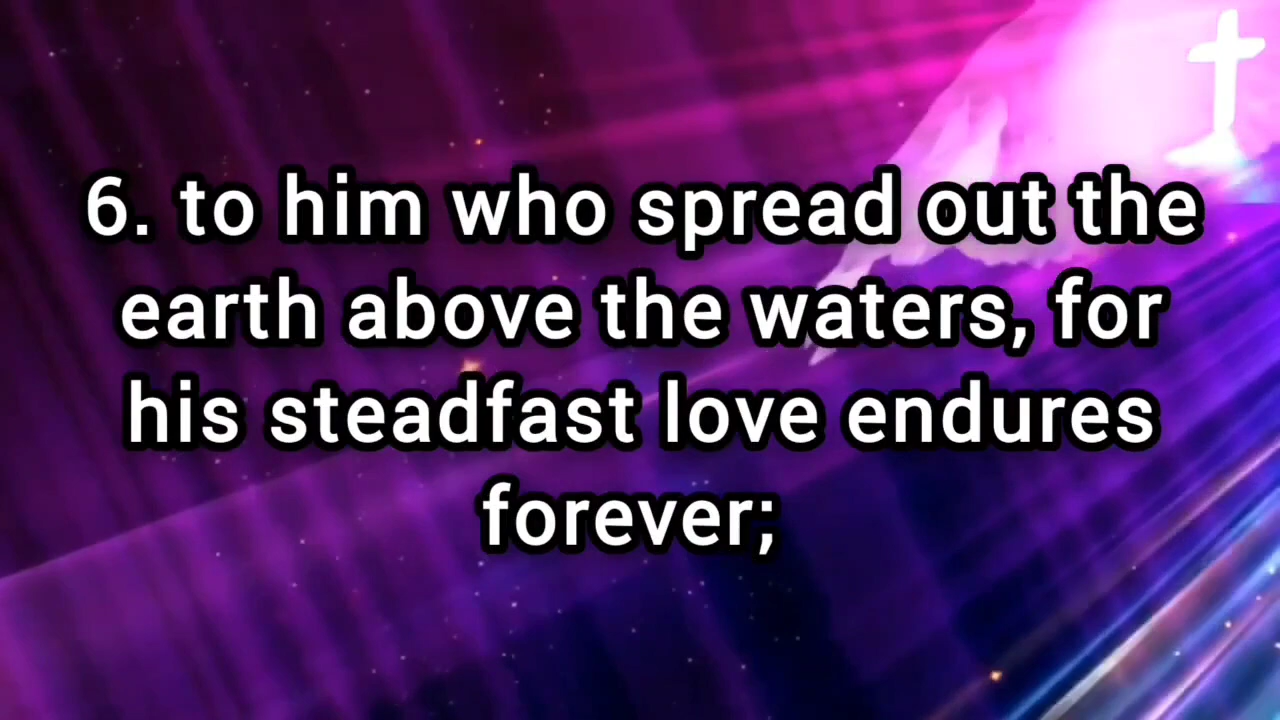 6. to him who spread out the
earth above the waters, for
his steadfast love endures
forever;